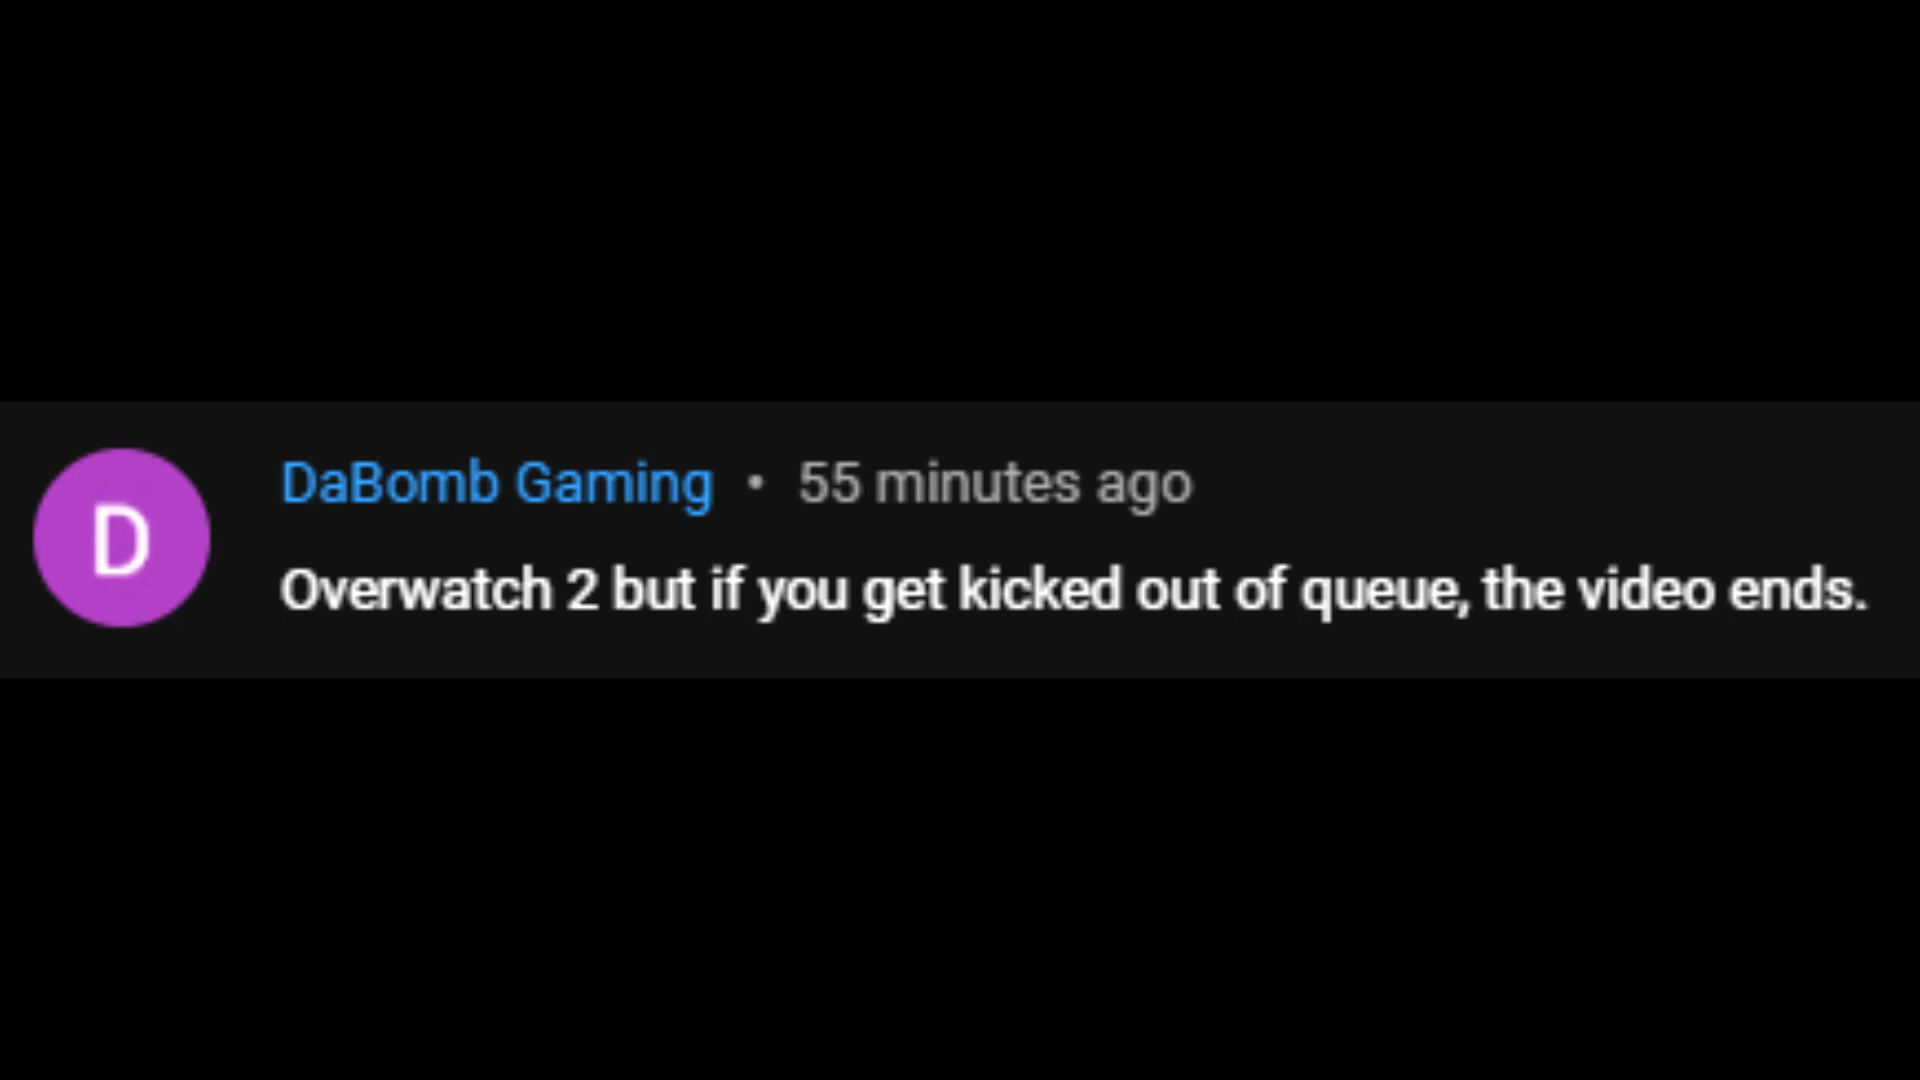 D
DaBomb Gaming • 55 minutes ago
Overwatch 2 but if you get kicked out of queue, the video ends.